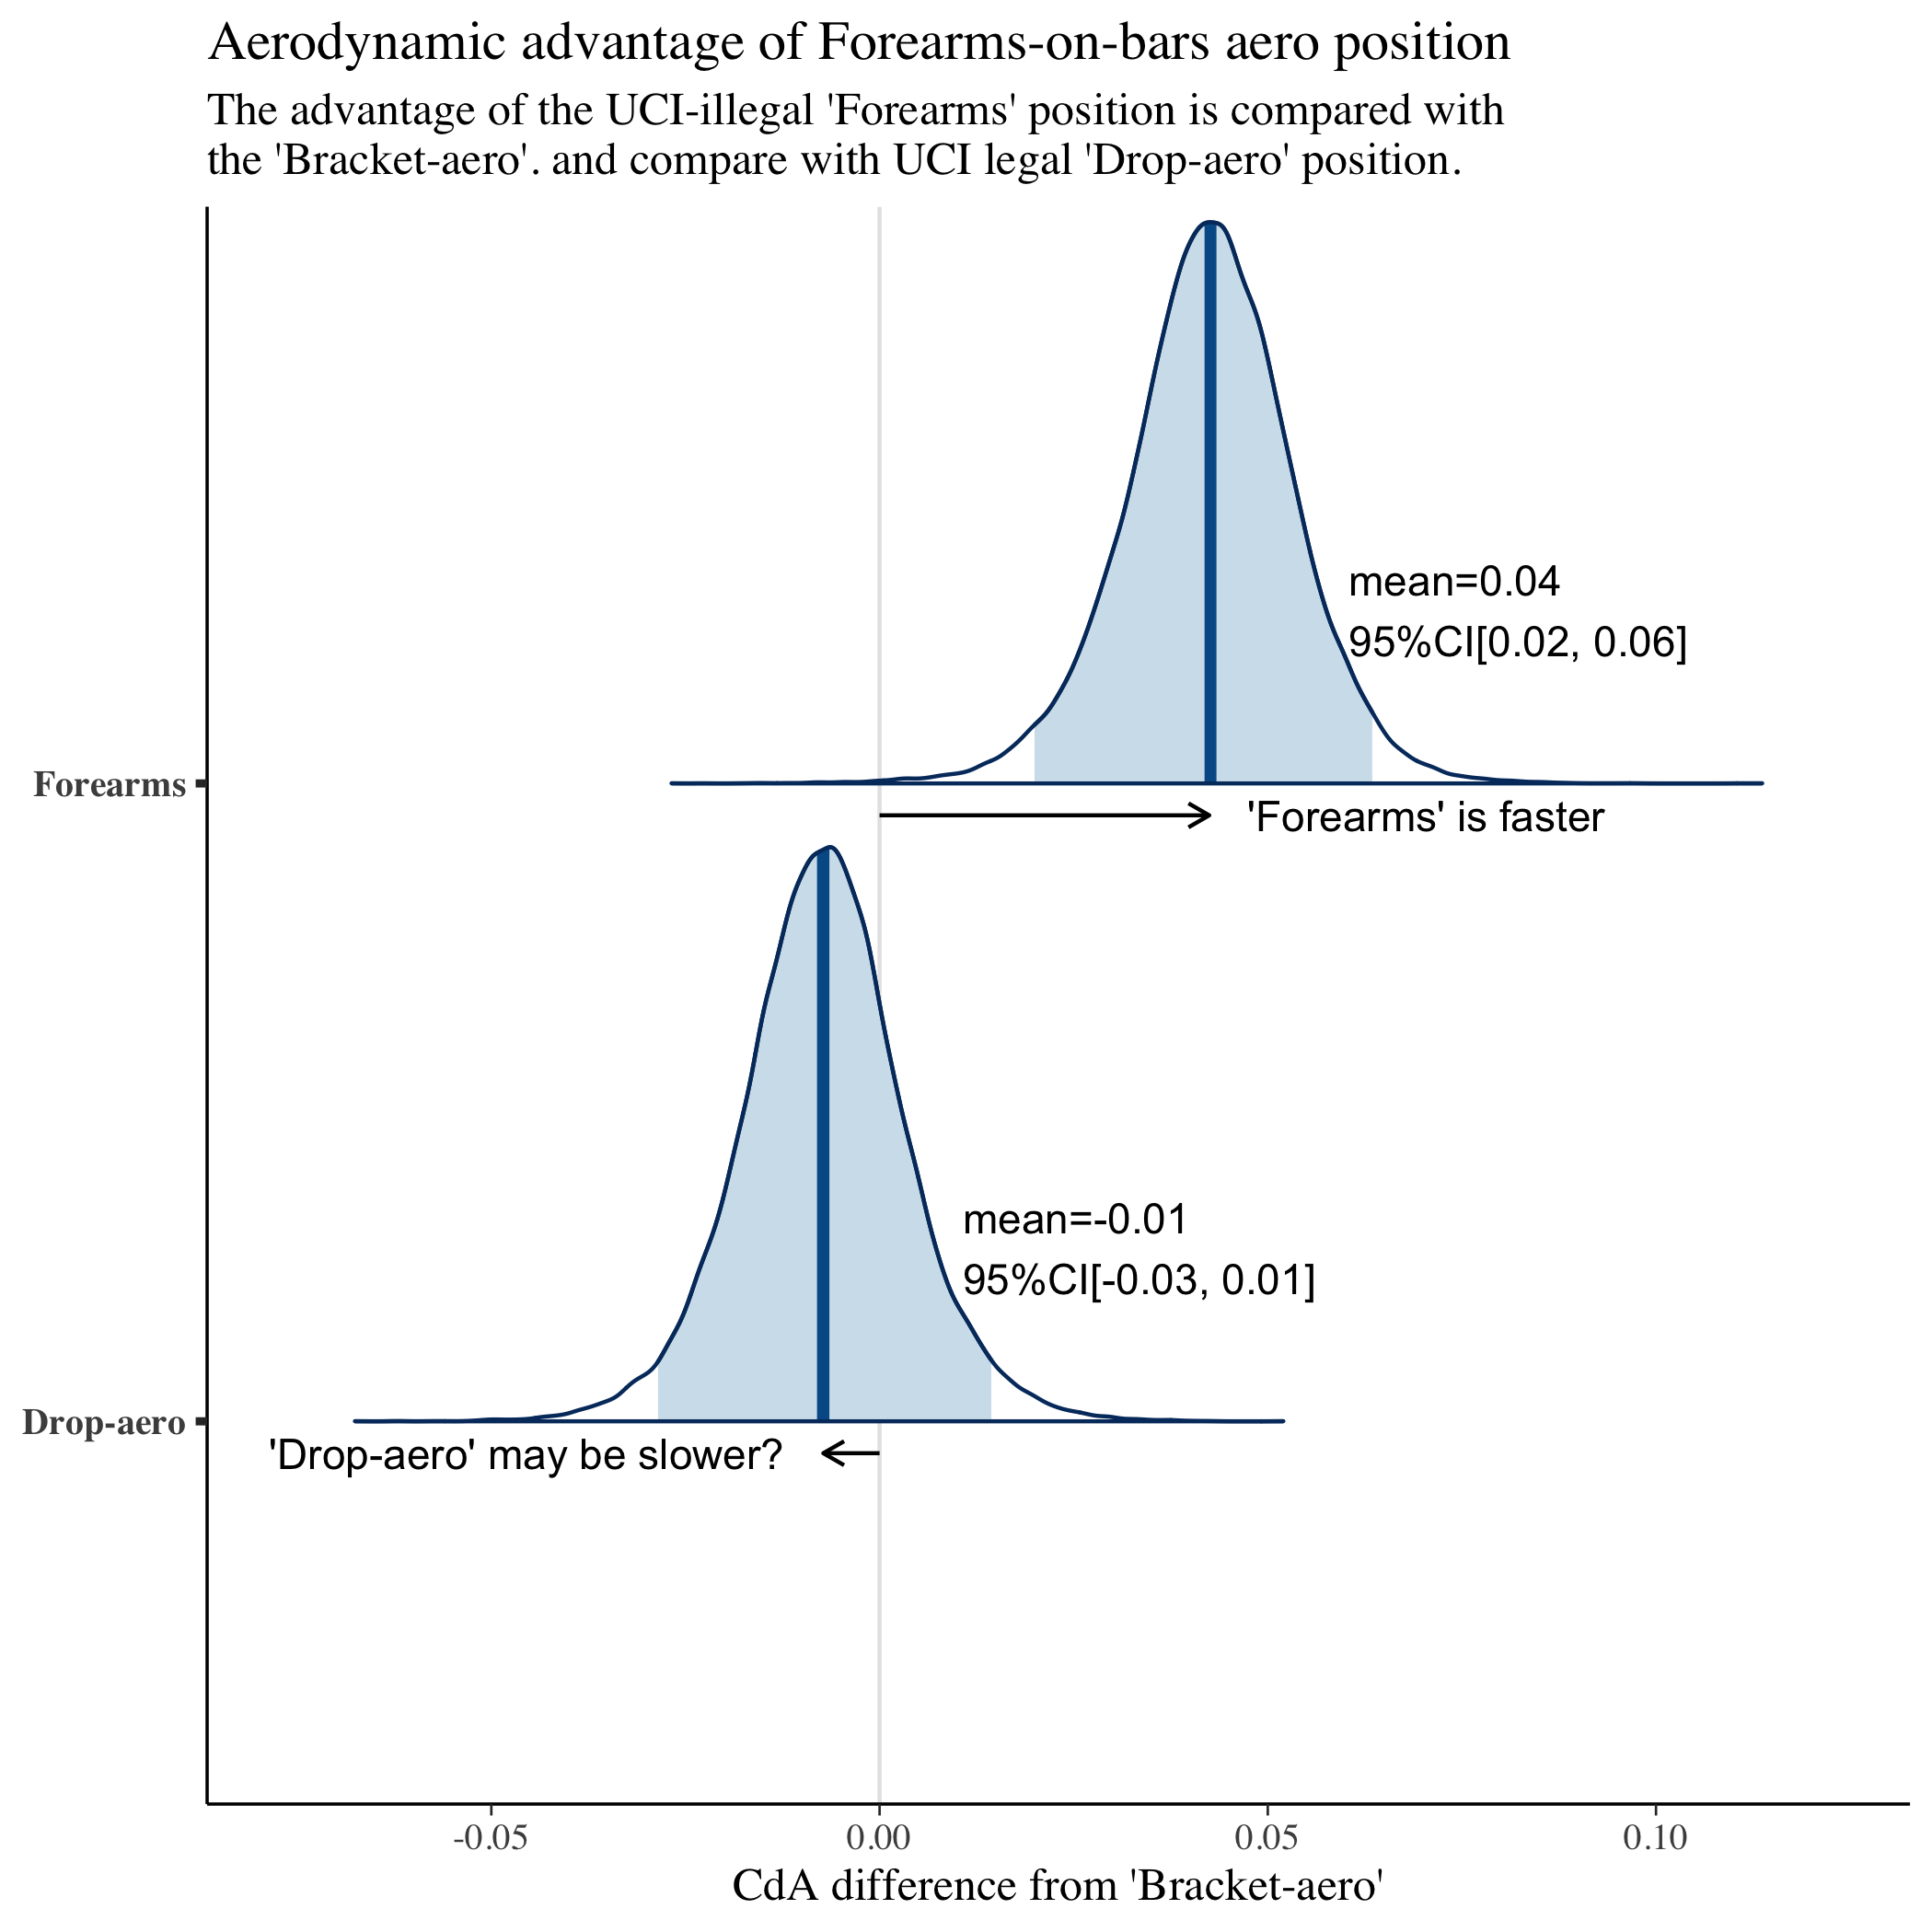 Aerodynamic advantage of Forearms-on-bars aero position
The advantage of the UCI-illegal 'Forearms' position is compared with
the 'Bracket-aero'. and compare with UCI legal 'Drop-aero' position.
mean=0.04
95%CI[0.02, 0.06]
Forearms
'Forearms' is faster
mean=-0.01
95%CI[-0.03, 0.01]
Drop-aero
'Drop-aero' may be slower?
-0.05 0.00 0.05 0.10
CdA difference from 'Bracket-aero'